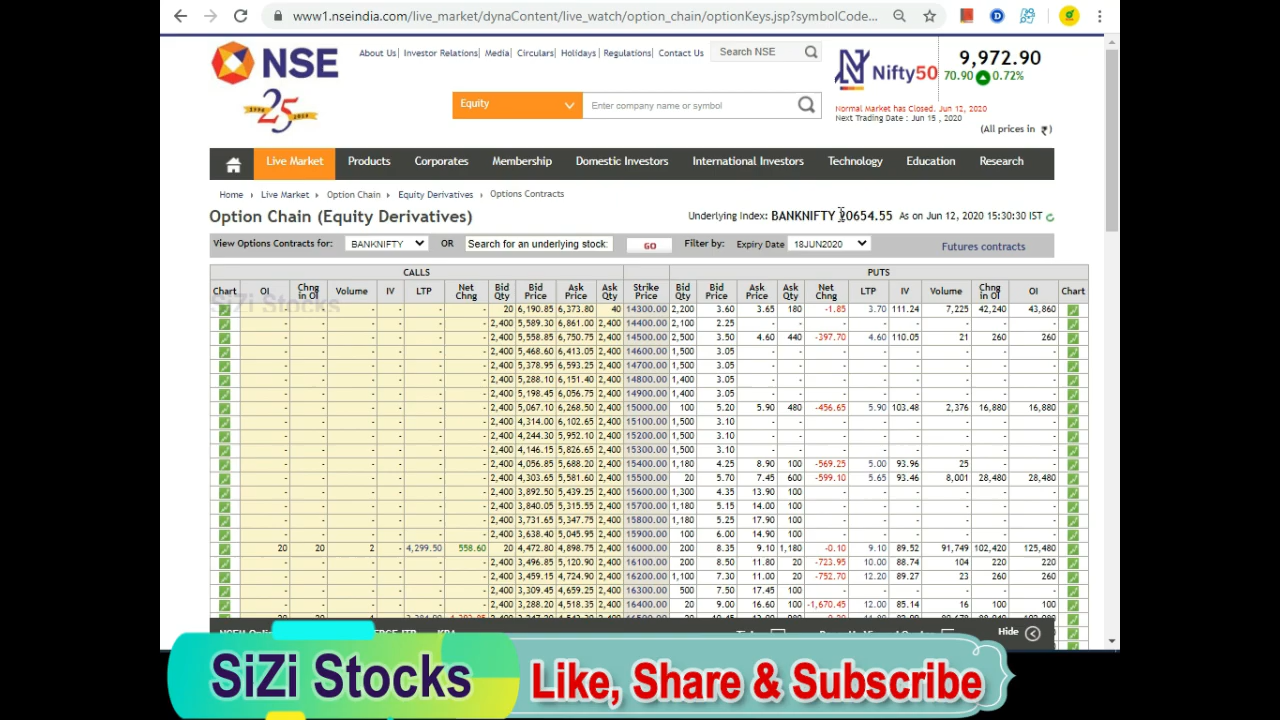 www1.nseindia.com/live_market/dynaContent/live_watch/option_chain/optionKeys.jsp?symbolCode...
NSE
25
About Us| Investor Relations| Media| Circulars| Holidays| Regulations| Contact Us
Search NSE
Nifty50
9,972.90
70.90 0.72%
Equity
Enter company name or symbol
Normal Market has Closed. Jun 12, 2020
Next Trading Date : Jun 15 , 2020
(All prices in ₹)
Live Market Products Corporates Membership Domestic Investors International Investors Technology Education Research
Home Live Market Option Chain Equity Derivatives Options Contracts
Option Chain (Equity Derivatives)
Underlying Index: BANKNIFTY 20654.55 As on Jun 12, 2020 15:30:30 IST
View Options Contracts for: BANKNIFTY OR Search for an underlying stock: GO Filter by: Expiry Date 18JUN2020 Futures contracts
CALLS PUTS
Chart OI Chng in OI Volume IV LTP Net Chng Bid Qty Bid Price Ask Price Ask Qty Strike Price Bid Qty Bid Price Ask Price Ask Qty Net Chng LTP IV Volume Chng in OI OI Chart
SiZi Stocks
- - - - - - 20 6,190.85 6,373.80 40 14300.00 2,200 3.60 3.65 180 -1.85 3.70 111.24 7,225 42,240 43,860
- - - - - - 2,400 5,589.30 6,861.00 2,400 14400.00 2,100 2.25 - - - - - - - -
- - - - - - 2,400 5,558.85 6,750.75 2,400 14500.00 2,500 3.50 4.60 440 -397.70 4.60 110.05 21 260 260
- - - - - - 2,400 5,468.60 6,413.05 2,400 14600.00 1,500 3.05 - - - - - - - -
- - - - - - 2,400 5,378.95 6,593.25 2,400 14700.00 1,500 3.05 - - - - - - - -
- - - - - - 2,400 5,288.10 6,151.40 2,400 14800.00 1,400 3.05 - - - - - - - -
- - - - - - 2,400 5,198.45 6,056.75 2,400 14900.00 1,400 3.05 - - - - - - - -
- - - - - - 2,400 5,067.10 6,268.50 2,400 15000.00 100 5.20 5.90 480 -456.65 5.90 103.48 2,376 16,880 16,880
- - - - - - 2,400 4,314.00 6,102.65 2,400 15100.00 1,500 3.10 - - - - - - - -
- - - - - - 2,400 4,244.30 5,952.10 2,400 15200.00 1,500 3.10 - - - - - - - -
- - - - - - 2,400 4,146.15 5,826.65 2,400 15300.00 1,500 3.10 - - - - - - - -
- - - - - - 2,400 4,056.85 5,688.20 2,400 15400.00 1,180 4.25 8.90 100 -569.25 5.00 93.96 25 - -
- - - - - - 2,400 4,303.65 5,581.60 2,400 15500.00 20 5.70 7.45 600 -599.10 5.65 93.46 8,001 28,480 28,480
- - - - - - 2,400 3,892.50 5,439.25 2,400 15600.00 1,300 4.35 13.90 100 - - - - - -
- - - - - - 2,400 3,840.05 5,315.55 2,400 15700.00 1,180 5.15 14.00 100 - - - - - -
- - - - - - 2,400 3,731.65 5,347.75 2,400 15800.00 1,180 5.25 17.90 100 - - - - - -
- - - - - - 2,400 3,638.40 5,045.95 2,400 15900.00 100 6.00 14.90 100 - - - - - -
20 20 2 - 4,299.50 558.60 20 4,472.80 4,898.75 2,400 16000.00 200 8.35 9.10 1,180 -0.10 9.10 89.52 91,749 102,420 125,480
- - - - - - 2,400 3,496.85 5,120.90 2,400 16100.00 200 8.50 11.80 20 -723.95 10.00 88.74 104 220 220
- - - - - - 2,400 3,459.15 4,724.90 2,400 16200.00 1,100 7.30 11.00 20 -752.70 12.20 89.27 23 260 260
- - - - - - 2,400 3,309.45 4,659.25 2,400 16300.00 500 7.50 17.45 100 - - - - - -
- - - - - - 2,400 3,288.20 4,518.35 2,400 16400.00 20 9.00 16.60 100 -1,670.45 12.00 85.14 16 100 100
Hide
SiZi Stocks
Like, Share & Subscribe